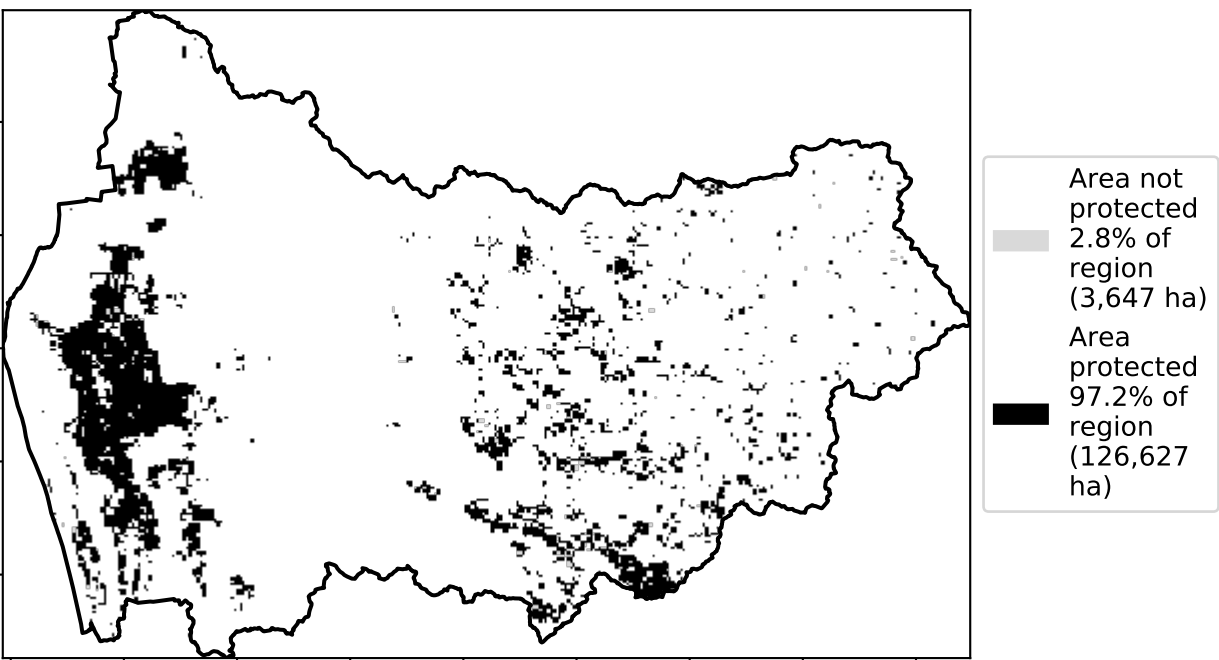 Area not
protected
2.8% of
region
(3,647 ha)
Area
protected
97.2% of
region
(126,627
ha)